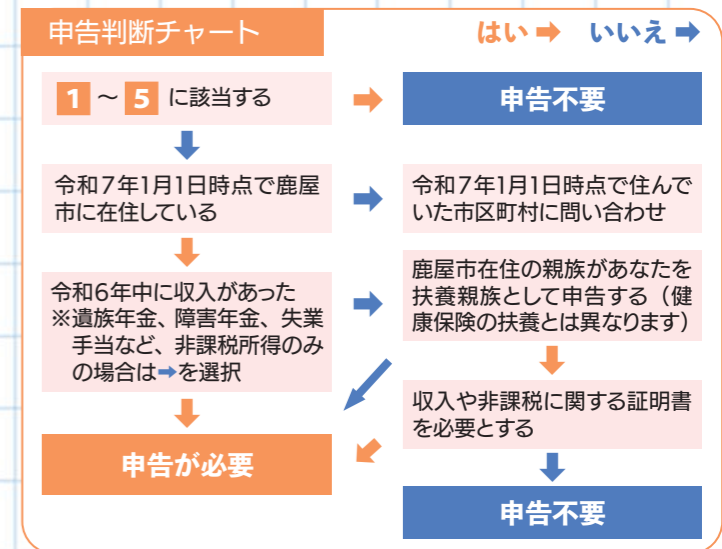 申告判断チャート
はい➡ いいえ➡
1 ～ 5 に該当する
申告不要
令和7年1月1日時点で鹿屋
市に在住している
令和7年1月1日時点で住んで
いた市区町村に問い合わせ
令和6年中に収入があった
※遺族年金、障害年金、失業
手当など、非課税所得のみ
の場合は➡を選択
鹿屋市在住の親族があなたを
扶養親族として申告する（健
康保険の扶養とは異なります）
収入や非課税に関する証明書
を必要とする
申告が必要
申告不要